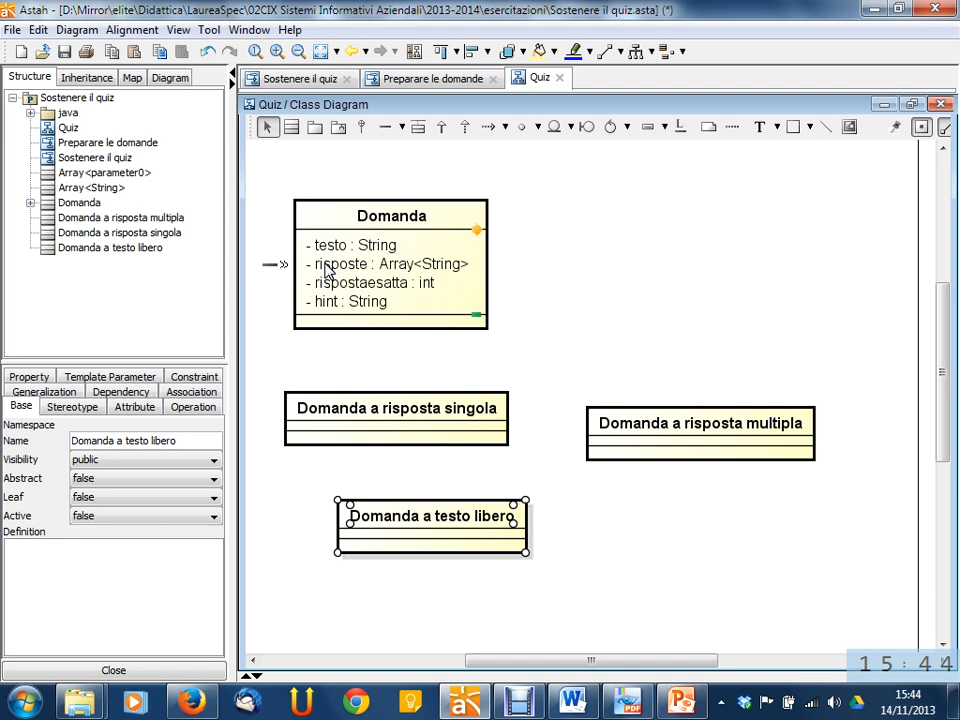 Astah - [D:\Mirror\elite\Didattica\LaureaSpec\02CIX Sistemi Informativi Aziendali\2013-2014\esercitazioni\Sostenere il quiz.asta] (*)
File Edit Diagram Alignment View Tool Window Help
Structure Inheritance Map Diagram
Sostenere il quiz
java
Quiz
Preparare le domande
Sostenere il quiz
Array<parameter0>
Array<String>
Domanda
Domanda a risposta multipla
Domanda a risposta singola
Domanda a testo libero
Property Template Parameter Constraint
Generalization Dependency Association
Base Stereotype Attribute Operation
Namespace
Name Domanda a testo libero
Visibility public
Abstract false
Leaf false
Active false
Definition
Close
Sostenere il quiz Preparare le domande Quiz
Quiz / Class Diagram
T
Domanda
- testo : String
- risposte : Array<String>
- rispostaesatta : int
- hint : String
Domanda a risposta singola
Domanda a risposta multipla
Domanda a testo libero
15:44
15:44
14/11/2013